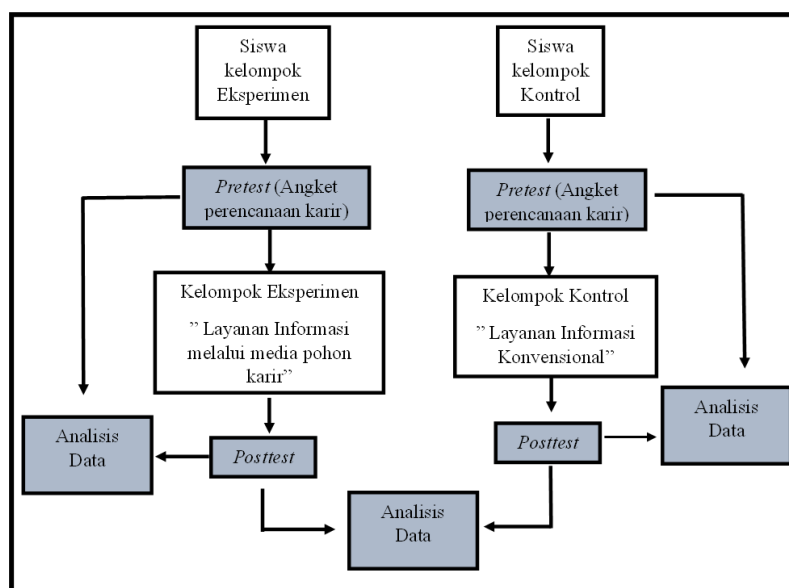 Siswa
kelompok
Eksperimen
Siswa
kelompok
Kontrol
Pretest (Angket
perencanaan karir)
Pretest (Angket
perencanaan karir)
Kelompok Eksperimen
” Layanan Informasi
melalui media pohon
karir”
Kelompok Kontrol
” Layanan Informasi
Konvensional”
Analisis
Data
Posttest
Posttest
Analisis
Data
Analisis
Data